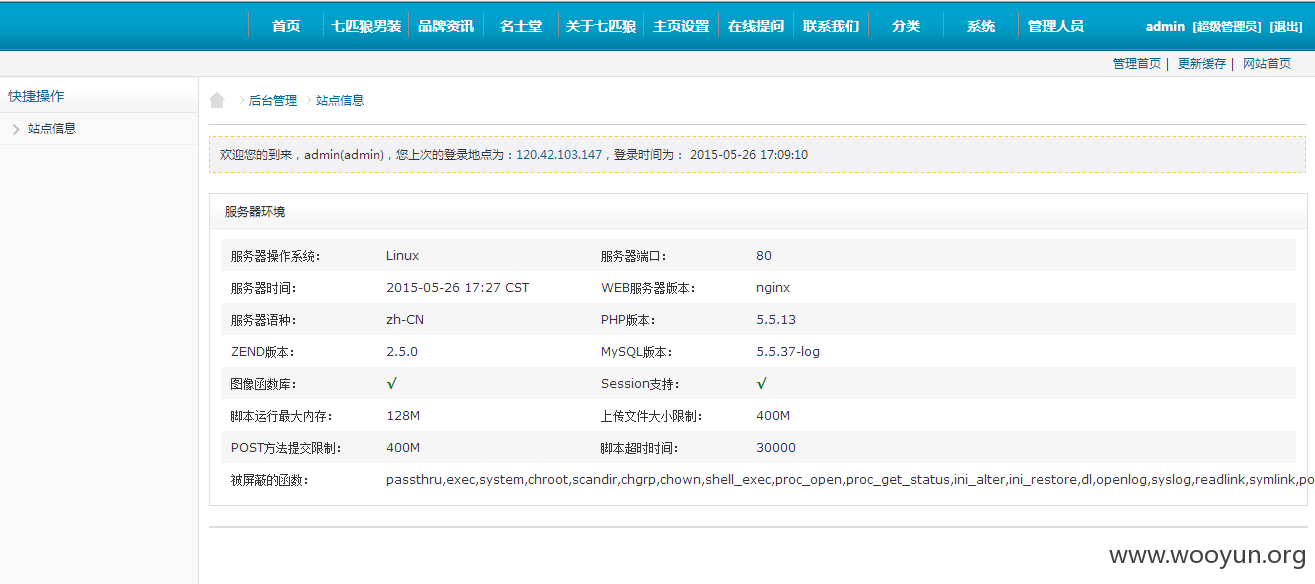 首页 七匹狼男装 品牌资讯 名士堂 关于七匹狼 主页设置 在线提问 联系我们 分类 系统 管理人员 admin [超级管理员] [退出]
管理首页 | 更新缓存 | 网站首页
快捷操作
站点信息
后台管理 站点信息
欢迎您的到来，admin(admin)，您上次的登录地点为：120.42.103.147，登录时间为： 2015-05-26 17:09:10
服务器环境
服务器操作系统: Linux 服务器端口: 80
服务器时间: 2015-05-26 17:27 CST WEB服务器版本: nginx
服务器语种: zh-CN PHP版本: 5.5.13
ZEND版本: 2.5.0 MySQL版本: 5.5.37-log
图像函数库: √ Session支持: √
脚本运行最大内存: 128M 上传文件大小限制: 400M
POST方法提交限制: 400M 脚本超时时间: 30000
被屏蔽的函数: passthru,exec,system,chroot,scandir,chgrp,chown,shell_exec,proc_open,proc_get_status,ini_alter,ini_restore,dl,openlog,syslog,readlink,symlink,po
www.wooyun.org